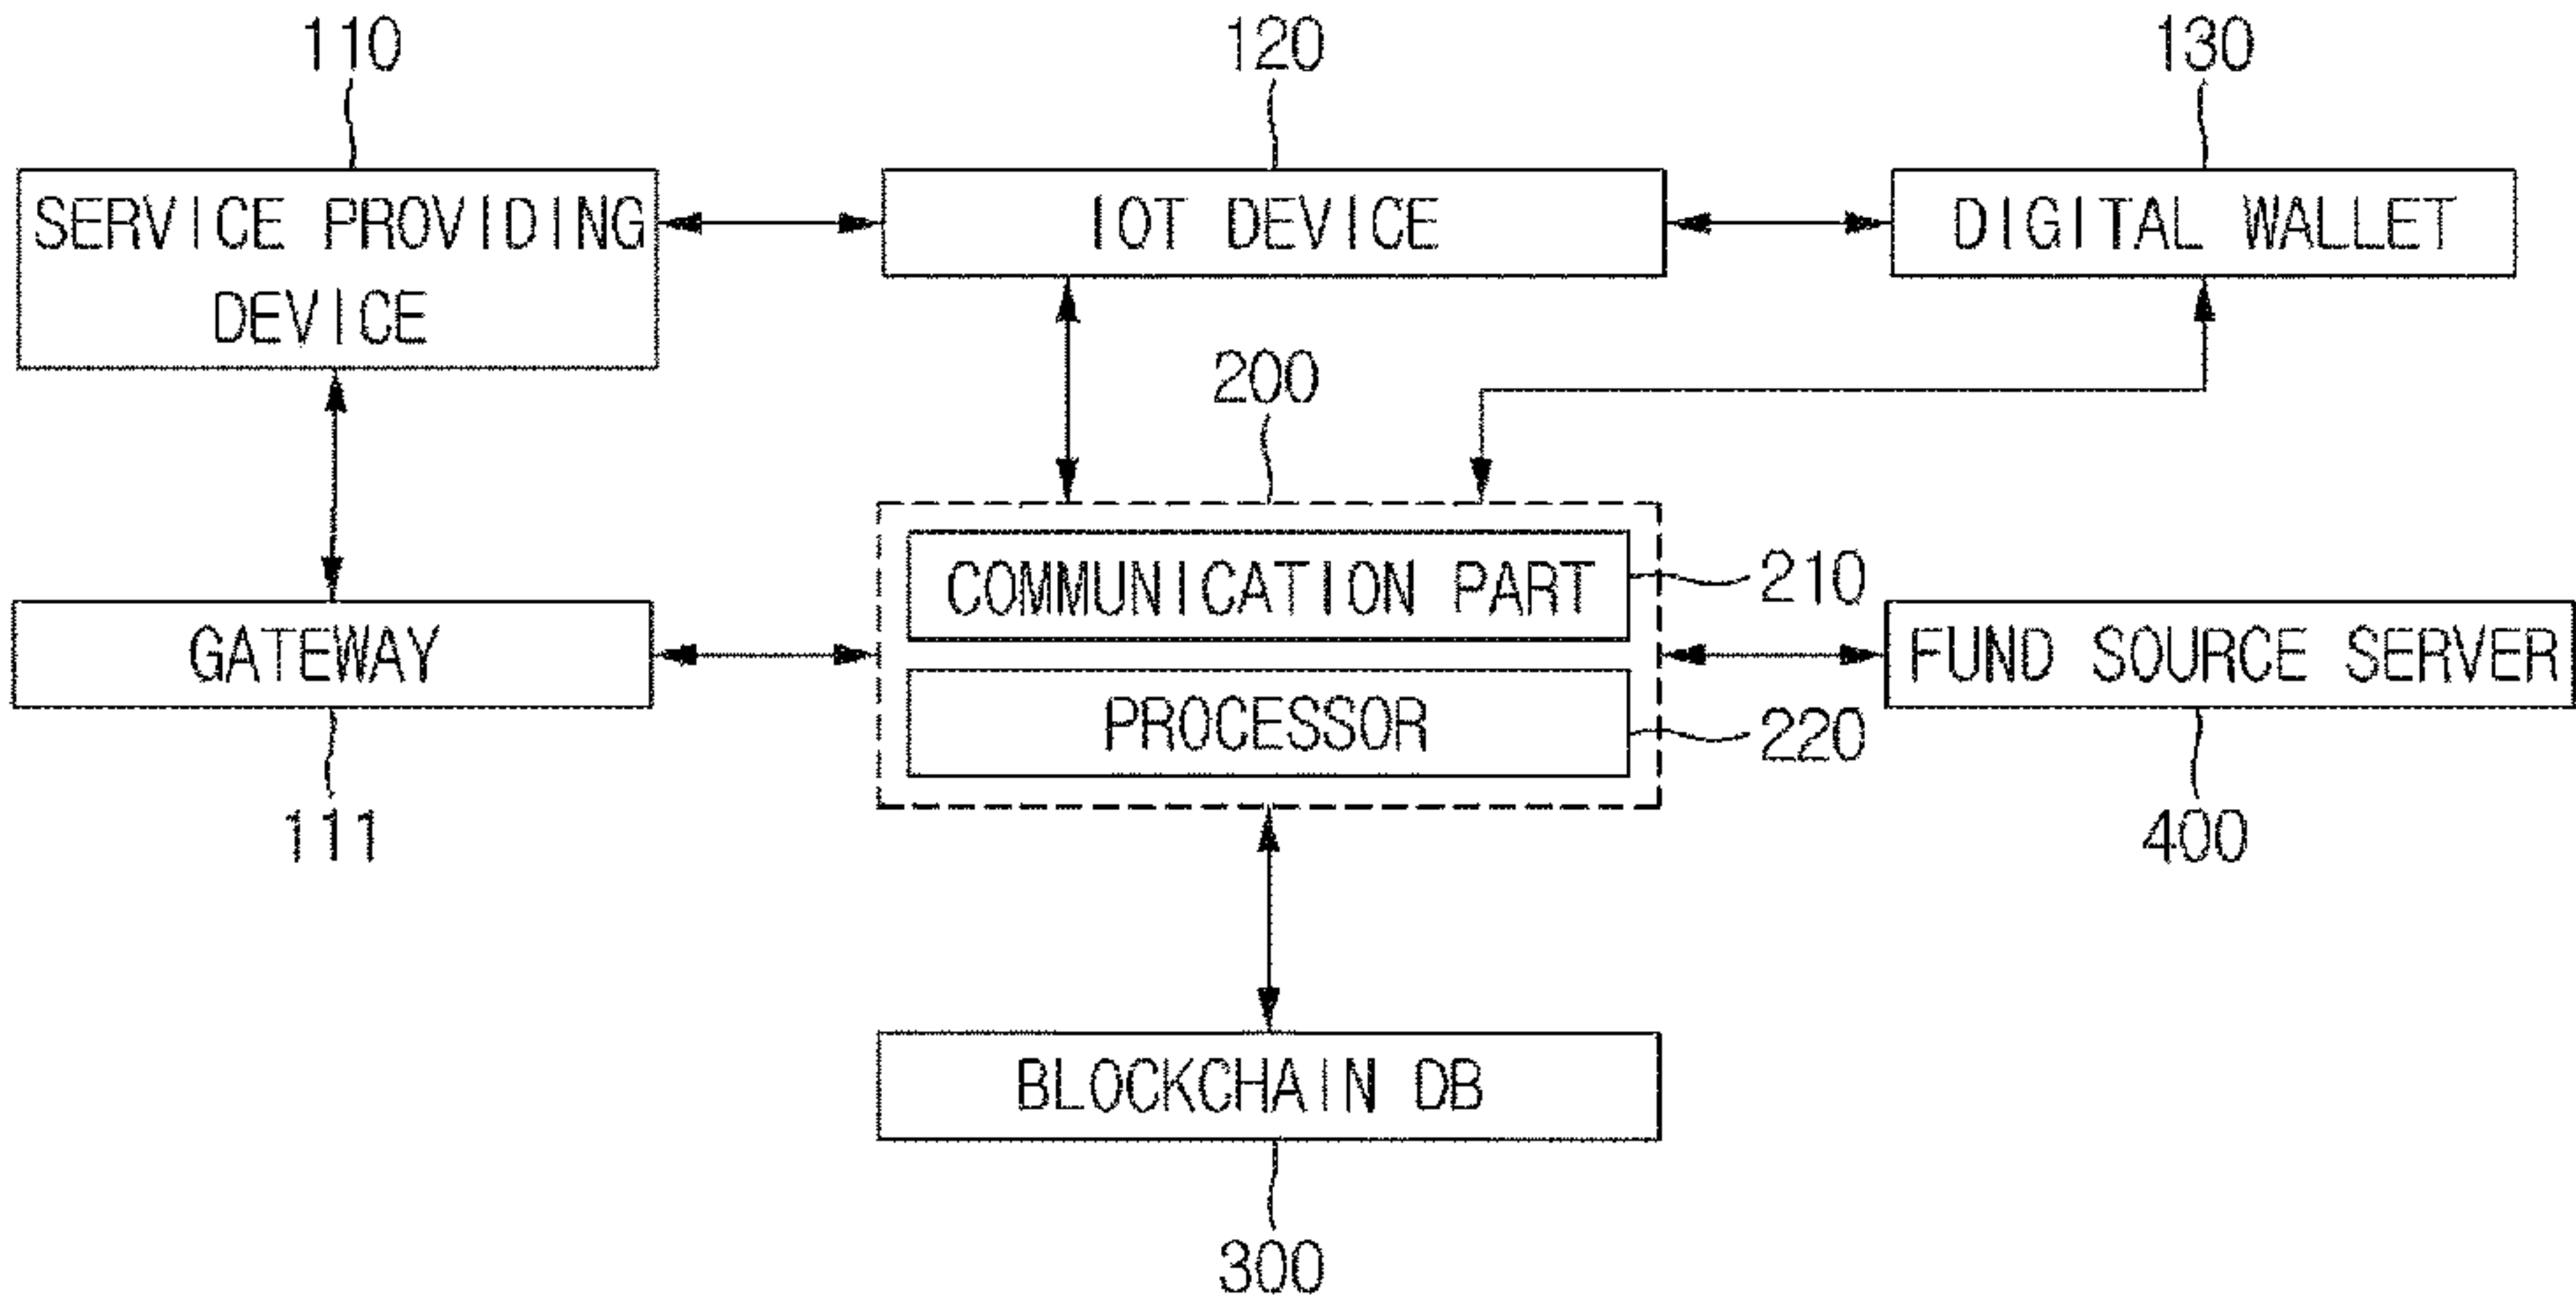 110
120
130
SERVICE PROVIDING
DEVICE
IOT DEVICE
DIGITAL WALLET
200
COMMUNICATION PART
210
GATEWAY
FUND SOURCE SERVER
PROCESSOR
220
111
400
BLOCKCHAIN DB
300